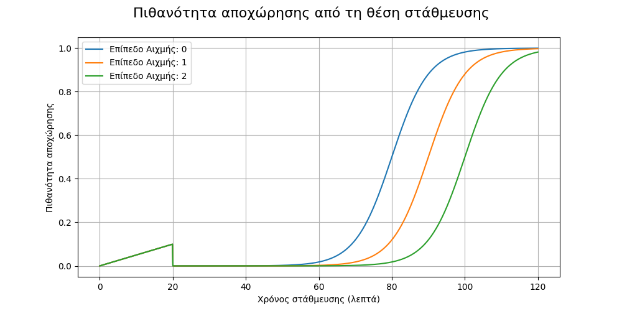 Πιθανότητα αποχώρησης από τη θέση στάθμευσης
Επίπεδο Αιχμής: 0
Επίπεδο Αιχμής: 1
Επίπεδο Αιχμής: 2
Πιθανότητα αποχώρησης
1.0
0.8
0.6
0.4
0.2
0.0
0 20 40 60 80 100 120
Χρόνος στάθμευσης (λεπτά)